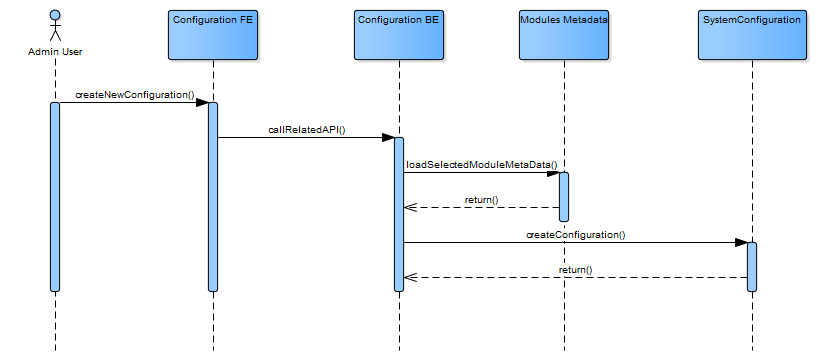 Configuration FE
Configuration BE
Modules Metadata
SystemConfiguration
Admin User
createNewConfiguration()
callRelatedAPI()
loadSelectedModuleMetaData()
return()
createConfiguration()
return()